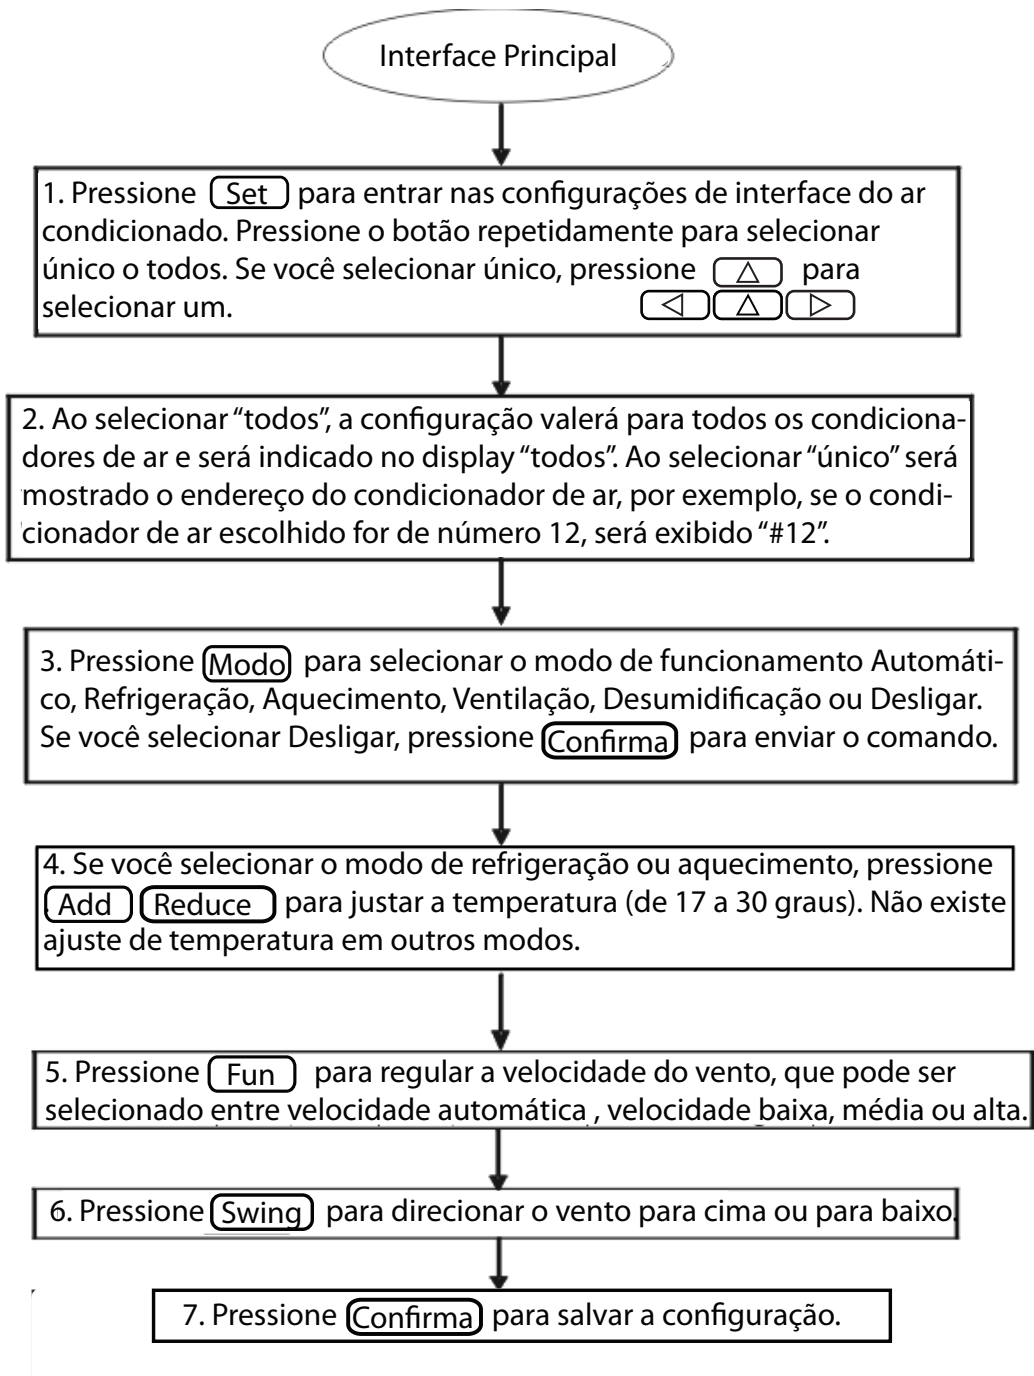 Interface Principal
1. Pressione Set para entrar nas configurações de interface do ar
condicionado. Pressione o botão repetidamente para selecionar
único o todos. Se você selecionar único, pressione △ para
selecionar um. ◁ △ ▷
2. Ao selecionar “todos”, a configuração valerá para todos os condiciona-
dores de ar e será indicado no display “todos”. Ao selecionar “único” será
mostrado o endereço do condicionador de ar, por exemplo, se o condi-
cionador de ar escolhido for de número 12, será exibido “#12”.
3. Pressione Modo para selecionar o modo de funcionamento Automáti-
co, Refrigeração, Aquecimento, Ventilação, Desumidificação ou Desligar.
Se você selecionar Desligar, pressione Confirma para enviar o comando.
4. Se você selecionar o modo de refrigeração ou aquecimento, pressione
Add Reduce para justar a temperatura (de 17 a 30 graus). Não existe
ajuste de temperatura em outros modos.
5. Pressione Fun para regular a velocidade do vento, que pode ser
selecionado entre velocidade automática , velocidade baixa, média ou alta.
6. Pressione Swing para direcionar o vento para cima ou para baixo.
7. Pressione Confirma para salvar a configuração.